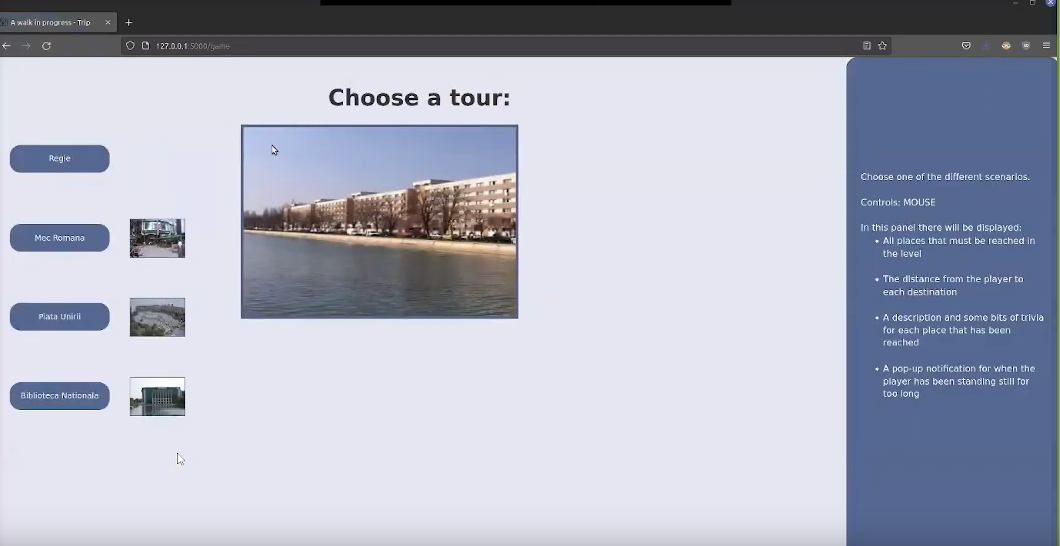 A walk in progress - Trip
127.0.0.1:5000/game
Choose a tour:
Regie
Mec Romana
Piata Unirii
Biblioteca Nationala
Choose one of the different scenarios.
Controls: MOUSE
In this panel there will be displayed:
• All places that must be reached in
the level
• The distance from the player to
each destination
• A description and some bits of trivia
for each place that has been
reached
• A pop-up notification for when the
player has been standing still for
too long